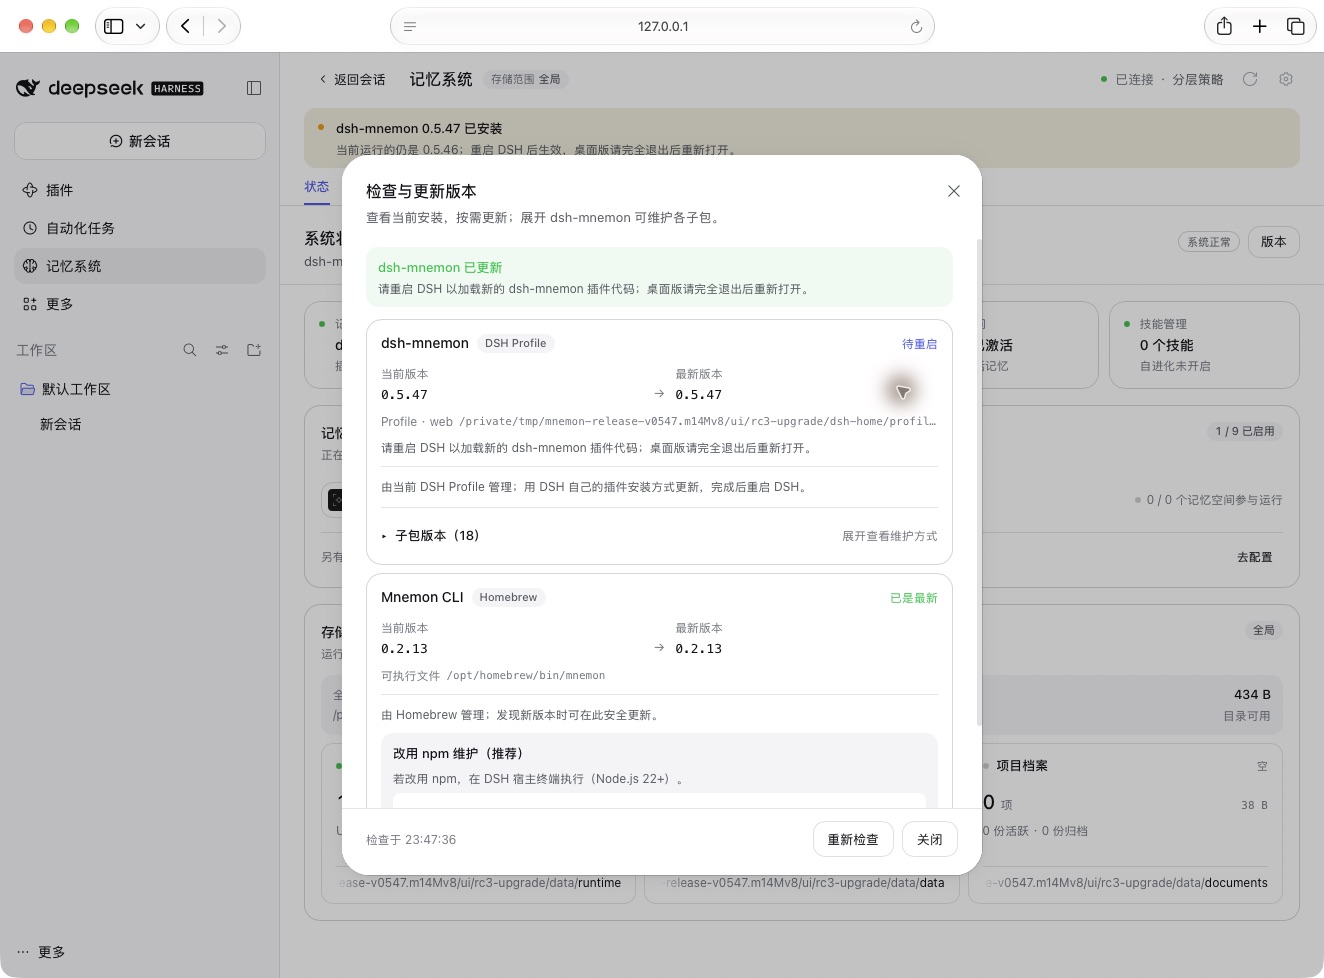 127.0.0.1
deepseek HARNESS
新会话
插件
自动化任务
记忆系统
更多
工作区
默认工作区
新会话
更多
返回会话 记忆系统 存储范围 全局
已连接 · 分层策略
dsh-mnemon 0.5.47 已安装
当前运行的仍是 0.5.46；重启 DSH 后生效，桌面版请完全退出后重新打开。
状态
系统
dsh-m
系统正常
版本
检查与更新版本
查看当前安装，按需更新；展开 dsh-mnemon 可维护各子包。
dsh-mnemon 已更新
请重启 DSH 以加载新的 dsh-mnemon 插件代码；桌面版请完全退出后重新打开。
dsh-mnemon DSH Profile 待重启
当前版本 最新版本
0.5.47 → 0.5.47
Profile · web /private/tmp/mnemon-release-v0547.m14Mv8/ui/rc3-upgrade/dsh-home/profil…
请重启 DSH 以加载新的 dsh-mnemon 插件代码；桌面版请完全退出后重新打开。
由当前 DSH Profile 管理；用 DSH 自己的插件安装方式更新，完成后重启 DSH。
子包版本（18） 展开查看维护方式
Mnemon CLI Homebrew 已是最新
当前版本 最新版本
0.2.13 → 0.2.13
可执行文件 /opt/homebrew/bin/mnemon
由 Homebrew 管理；发现新版本时可在此安全更新。
改用 npm 维护（推荐）
若改用 npm，在 DSH 宿主终端执行（Node.js 22+）。
检查于 23:47:36
重新检查
关闭
激活
记忆
技能管理
0 个技能
自进化未开启
正在
1 / 9 已启用
0 / 0 个记忆空间参与运行
另有
去配置
存储
运行
全局
全
/p
434 B
目录可用
项目档案 空
0 项 38 B
0 份活跃 · 0 份归档
ease-v0547.m14Mv8/ui/rc3-upgrade/data/runtime
-release-v0547.m14Mv8/ui/rc3-upgrade/data/data
e-v0547.m14Mv8/ui/rc3-upgrade/data/documents